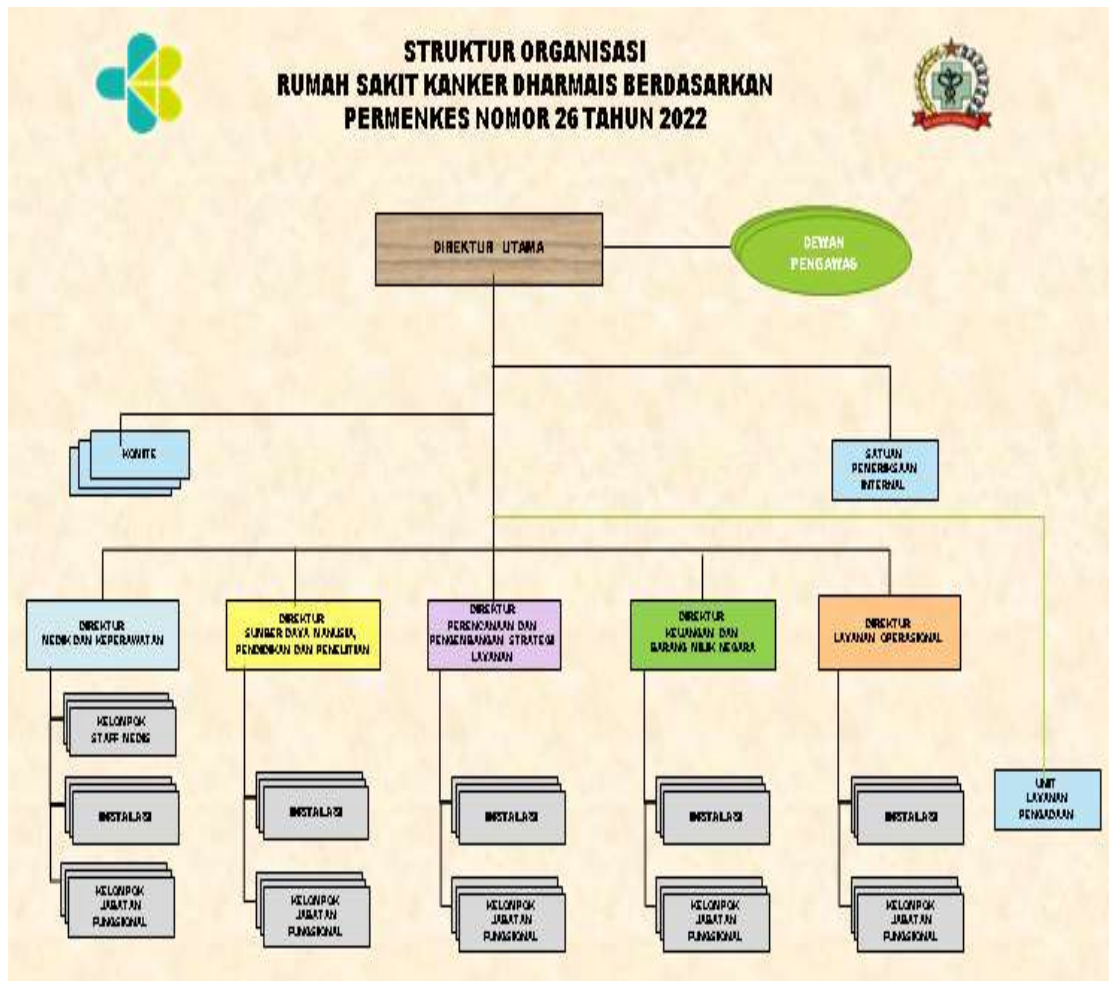 STRUKTUR ORGANISASI
RUMAH SAKIT KANKER DHARMAIS BERDASARKAN
PERMENKES NOMOR 26 TAHUN 2022
DIREKTUR UTAMA
DEWAN
PENGAWAS
KOMITE
SATUAN
PEMERIKSAAN
INTERNAL
DIREKTUR
MEDIK DAN KEPERAWATAN
DIREKTUR
SUMBER DAYA MANUSIA,
PENDIDIKAN DAN PENELITIAN
DIREKTUR
PERENCANAAN DAN
PENGEMBANGAN STRATEGI
LAYANAN
DIREKTUR
KEUANGAN DAN
BARANG MILIK NEGARA
DIREKTUR
LAYANAN OPERASIONAL
KELOMPOK
STAFF MEDIS
INSTALASI
INSTALASI
INSTALASI
INSTALASI
INSTALASI
UNIT
LAYANAN
PENGADAAN
KELOMPOK
JABATAN
FUNGSIONAL
KELOMPOK
JABATAN
FUNGSIONAL
KELOMPOK
JABATAN
FUNGSIONAL
KELOMPOK
JABATAN
FUNGSIONAL
KELOMPOK
JABATAN
FUNGSIONAL